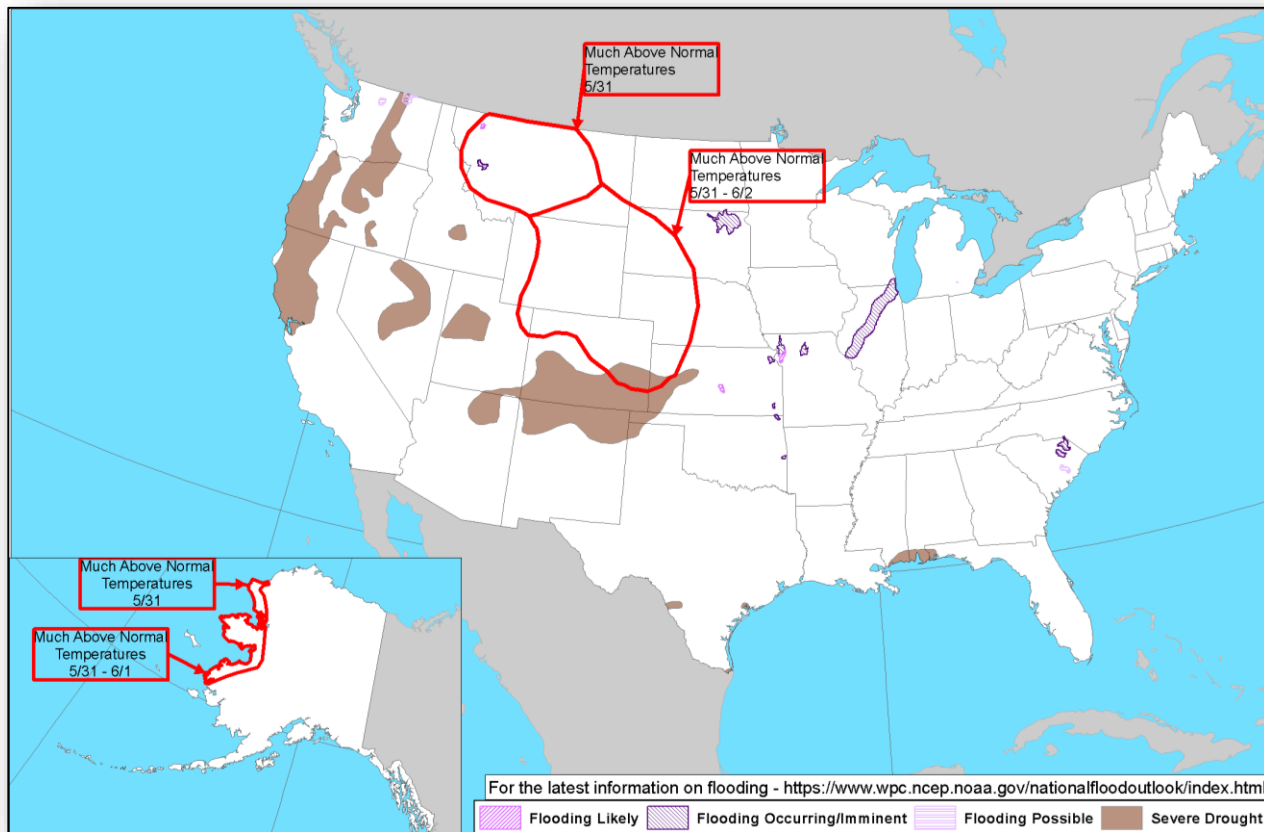 Much Above Normal
Temperatures
5/31
Much Above Normal
Temperatures
5/31 - 6/2
Much Above Normal
Temperatures
5/31
Much Above Normal
Temperatures
5/31 - 6/1
For the latest information on flooding - https://www.wpc.ncep.noaa.gov/nationalfloodoutlook/index.html
Flooding Likely Flooding Occurring/Imminent Flooding Possible Severe Drought